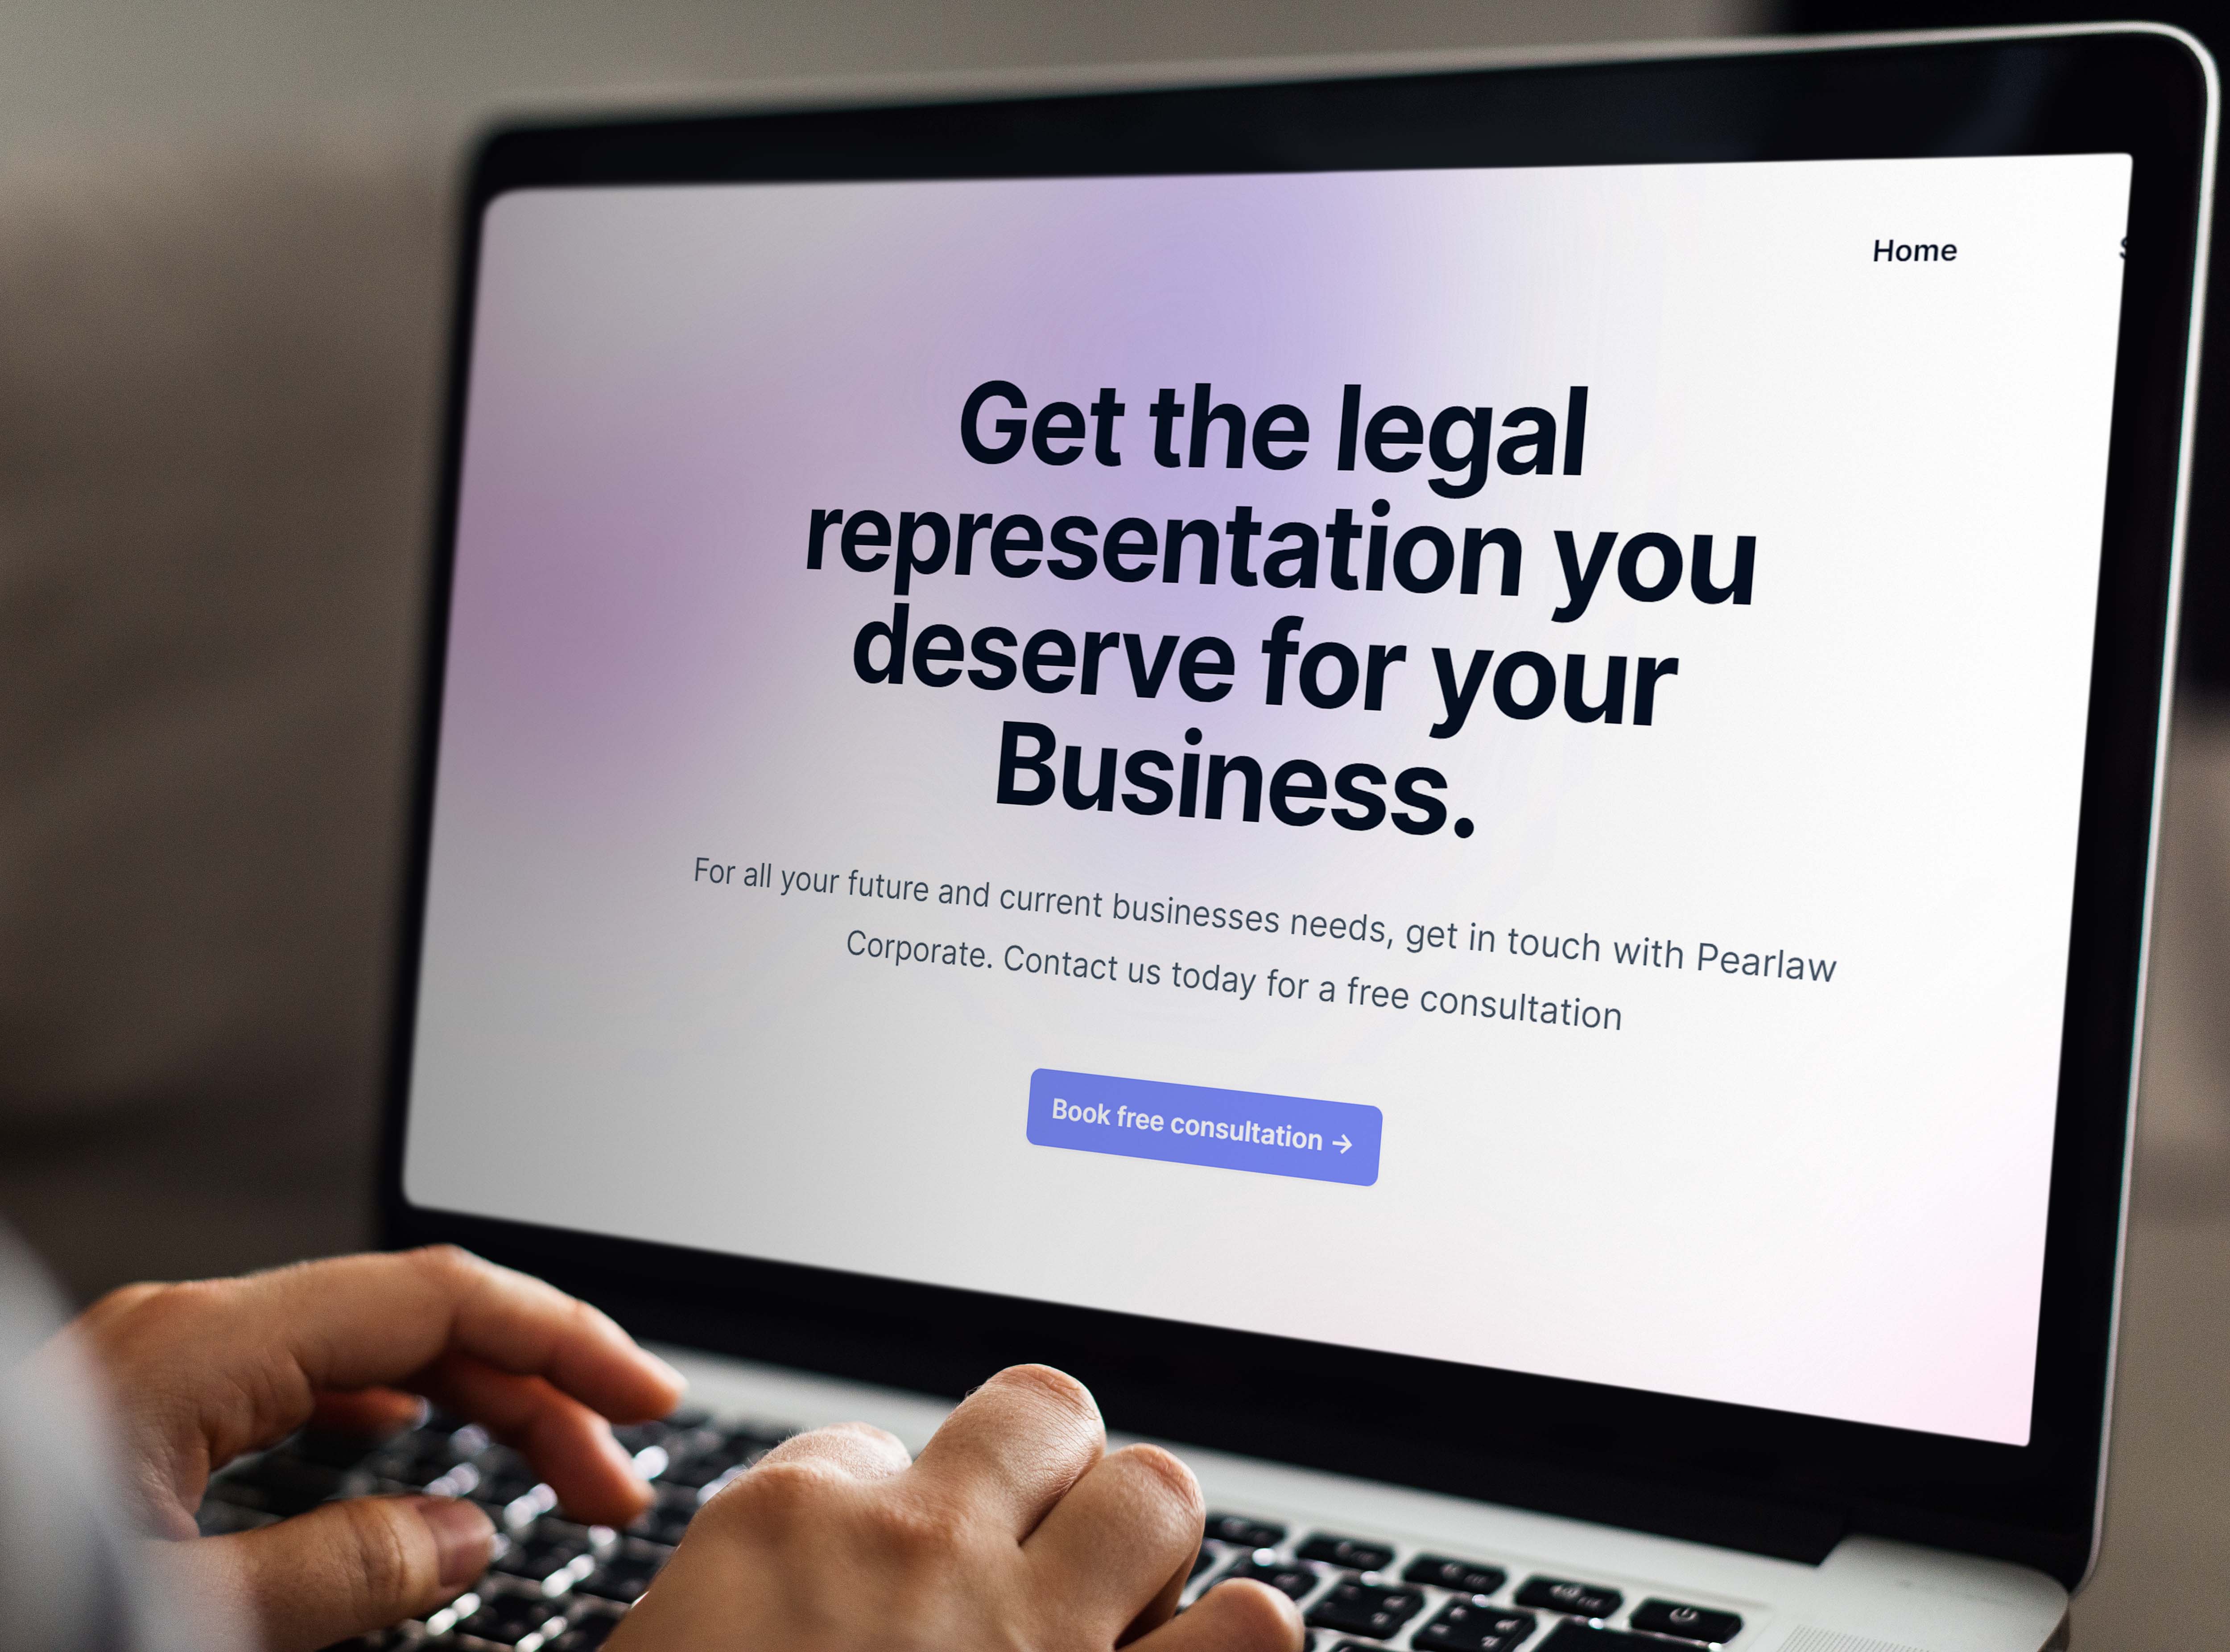 Home
Get the legal
representation you
deserve for your
Business.
For all your future and current businesses needs, get in touch with Pearlaw
Corporate. Contact us today for a free consultation
Book free consultation →